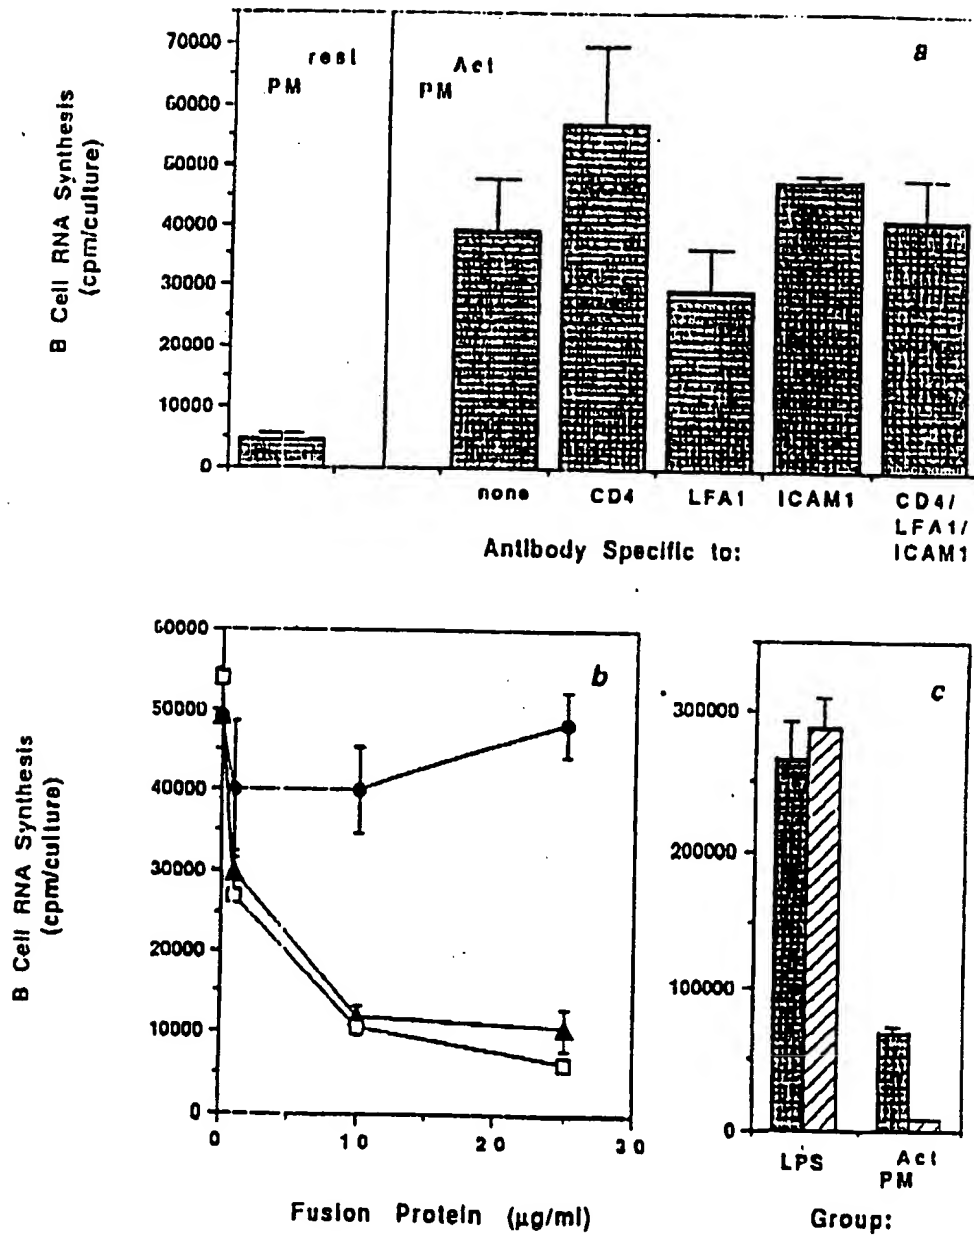 a
B Cell RNA Synthesis
(cpm/culture)
70000
60000
50000
40000
30000
20000
10000
0
PM rest
PM Act
none
CD4
LFA1
ICAM1
CD4/
LFA1/
ICAM1
Antibody Specific to:
b
B Cell RNA Synthesis
(cpm/culture)
60000
50000
40000
30000
20000
10000
0
0
10
20
30
Fusion Protein (µg/ml)
c
300000
200000
100000
0
LPS
PM Act
Group: